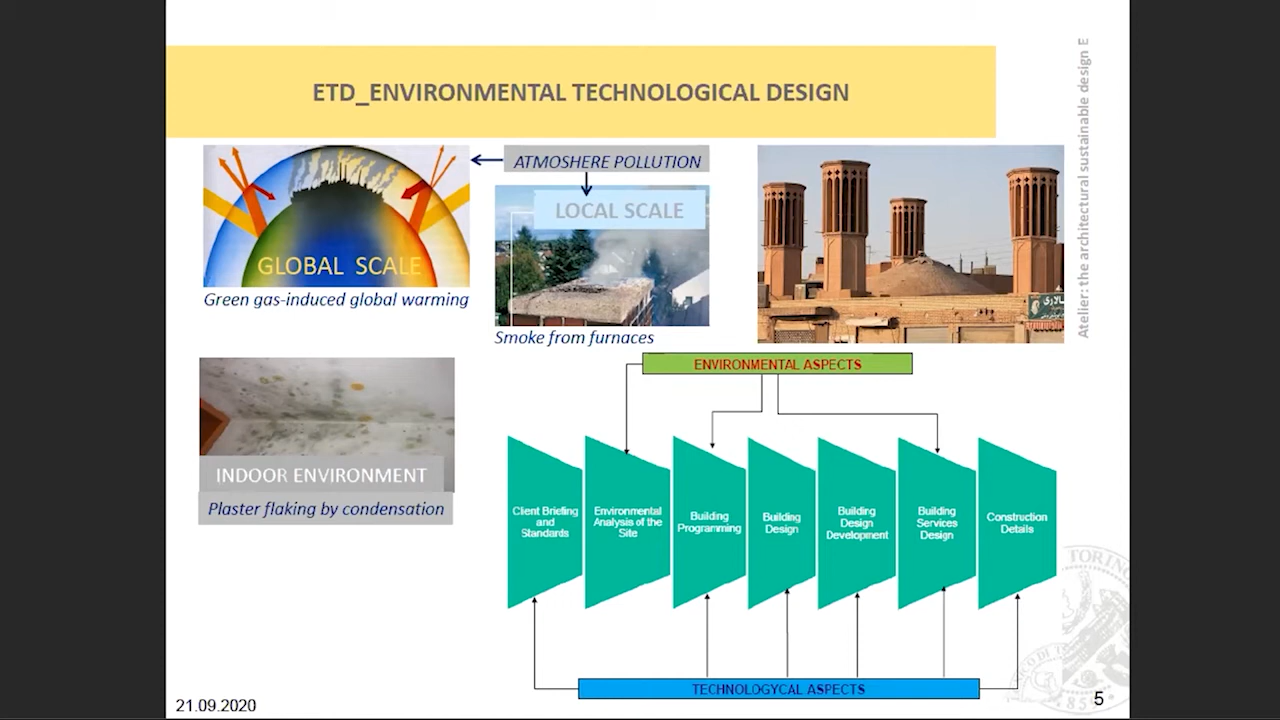 ETD_ENVIRONMENTAL TECHNOLOGICAL DESIGN
Atelier: the architectural sustainable design E
ATMOSHERE POLLUTION
LOCAL SCALE
GLOBAL SCALE
Green gas-induced global warming
Smoke from furnaces
INDOOR ENVIRONMENT
Plaster flaking by condensation
ENVIRONMENTAL ASPECTS
Client Briefing
and
Standards
Environmental
Analysis of the
Site
Building
Programming
Building
Design
Building
Design
Development
Building
Services
Design
Construction
Details
TECHNOLOGYCAL ASPECTS
21.09.2020
5
TORINO